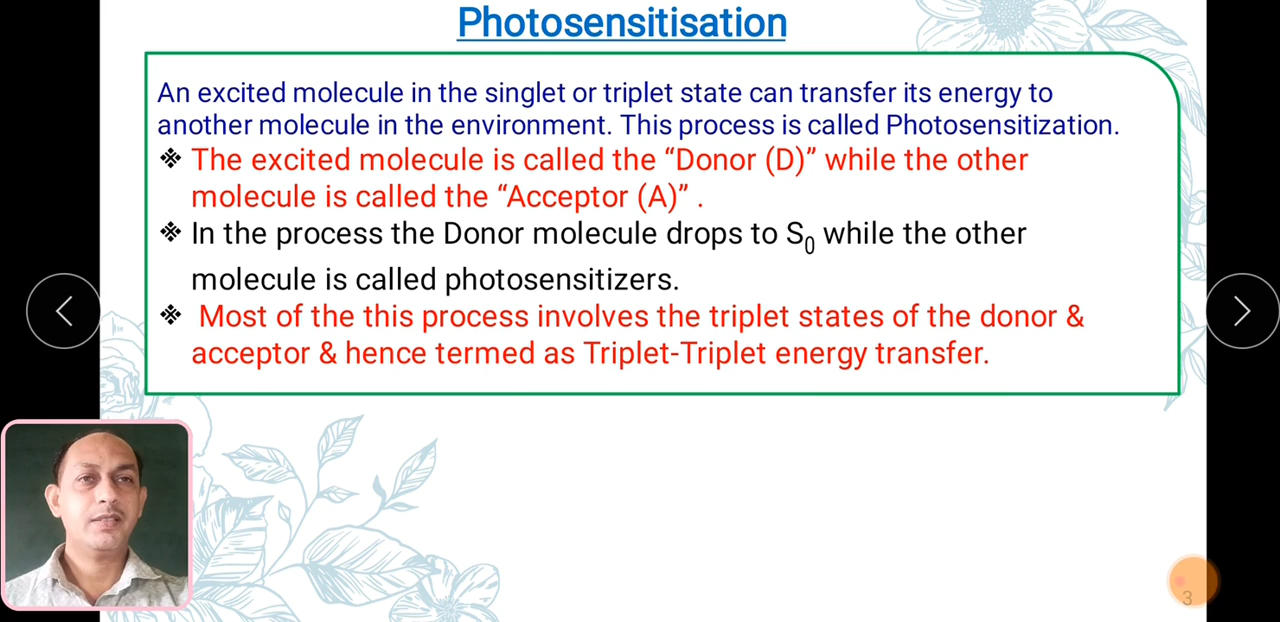 Photosensitisation
An excited molecule in the singlet or triplet state can transfer its energy to
another molecule in the environment. This process is called Photosensitization.
❖ The excited molecule is called the “Donor (D)” while the other
molecule is called the “Acceptor (A)” .
❖ In the process the Donor molecule drops to S₀ while the other
molecule is called photosensitizers.
❖ Most of the this process involves the triplet states of the donor &
acceptor & hence termed as Triplet-Triplet energy transfer.
3